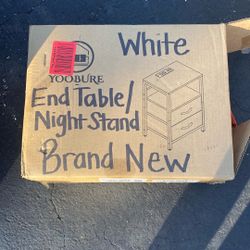 White
YOOBURE
End Table/
Night Stand
Brand New